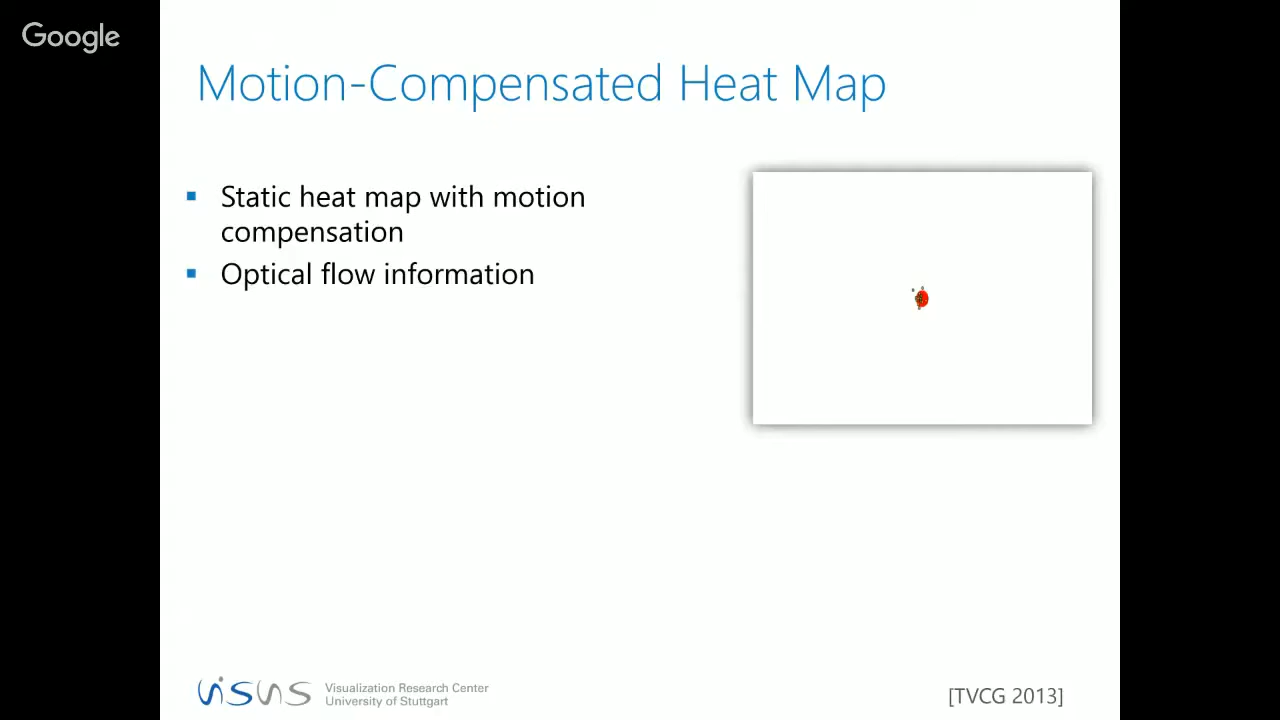 Google
Motion-Compensated Heat Map
Static heat map with motion
compensation
Optical flow information
VISUS
Visualization Research Center
University of Stuttgart
[TVCG 2013]